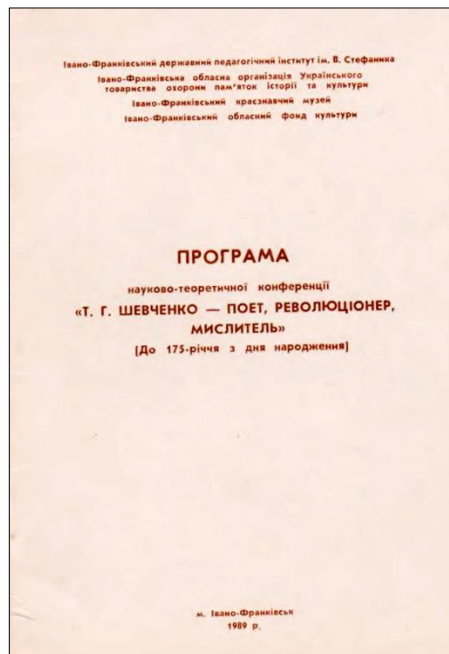 Івано-Франківський державний педагогічний інститут ім. В. Стефаника
Івано-Франківська обласна організація Українського
товариства охорони пам'яток історії та культури
Івано-Франківський краєзнавчий музей
Івано-Франківський обласний фонд культури
ПРОГРАМА
науково-теоретичної конференції
«Т. Г. ШЕВЧЕНКО — ПОЕТ, РЕВОЛЮЦІОНЕР,
МИСЛИТЕЛЬ»
(До 175-річчя з дня народження)
м. Івано-Франківськ
1989 р.